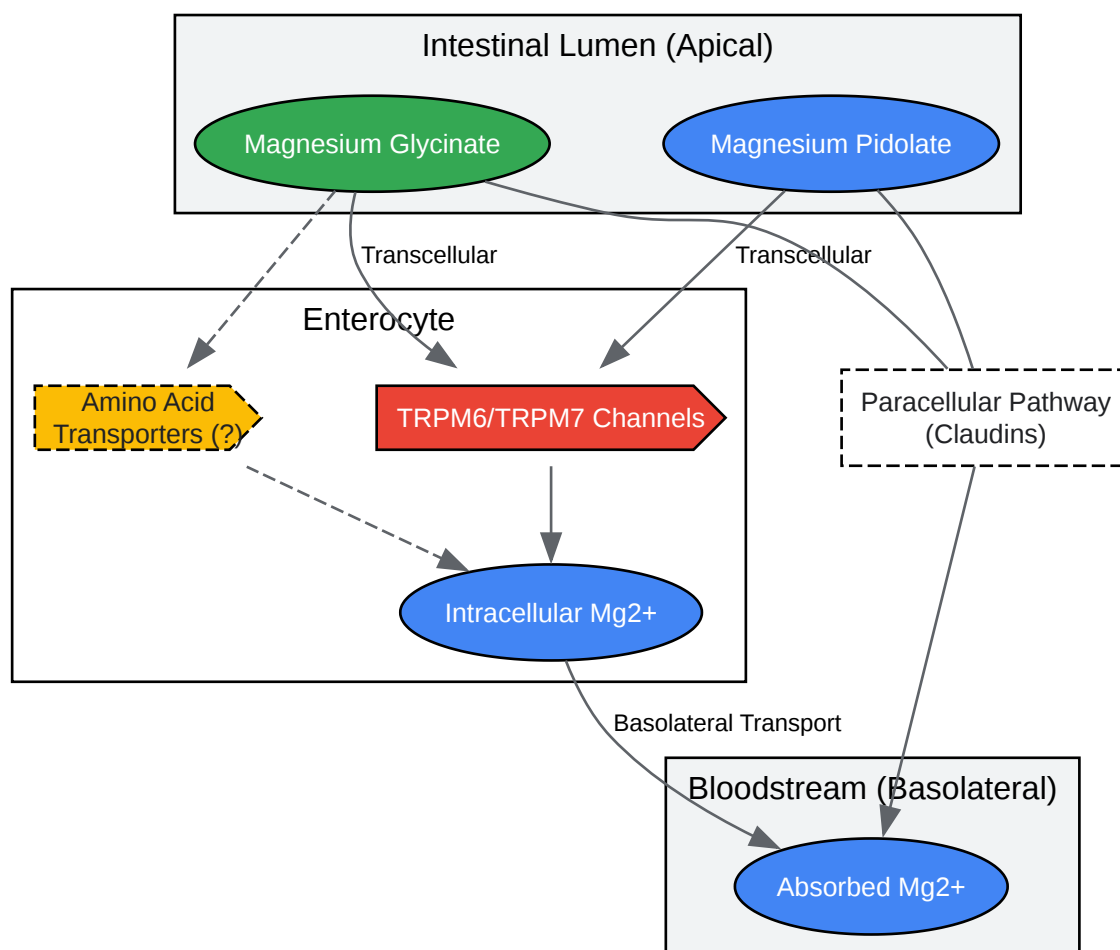 Intestinal Lumen (Apical)
Magnesium Glycinate
Magnesium Pidolate
Transcellular
Transcellular
Enterocyte
Amino Acid
Transporters (?)
TRPM6/TRPM7 Channels
Paracellular Pathway
(Claudins)
Intracellular Mg2+
Basolateral Transport
Bloodstream (Basolateral)
Absorbed Mg2+